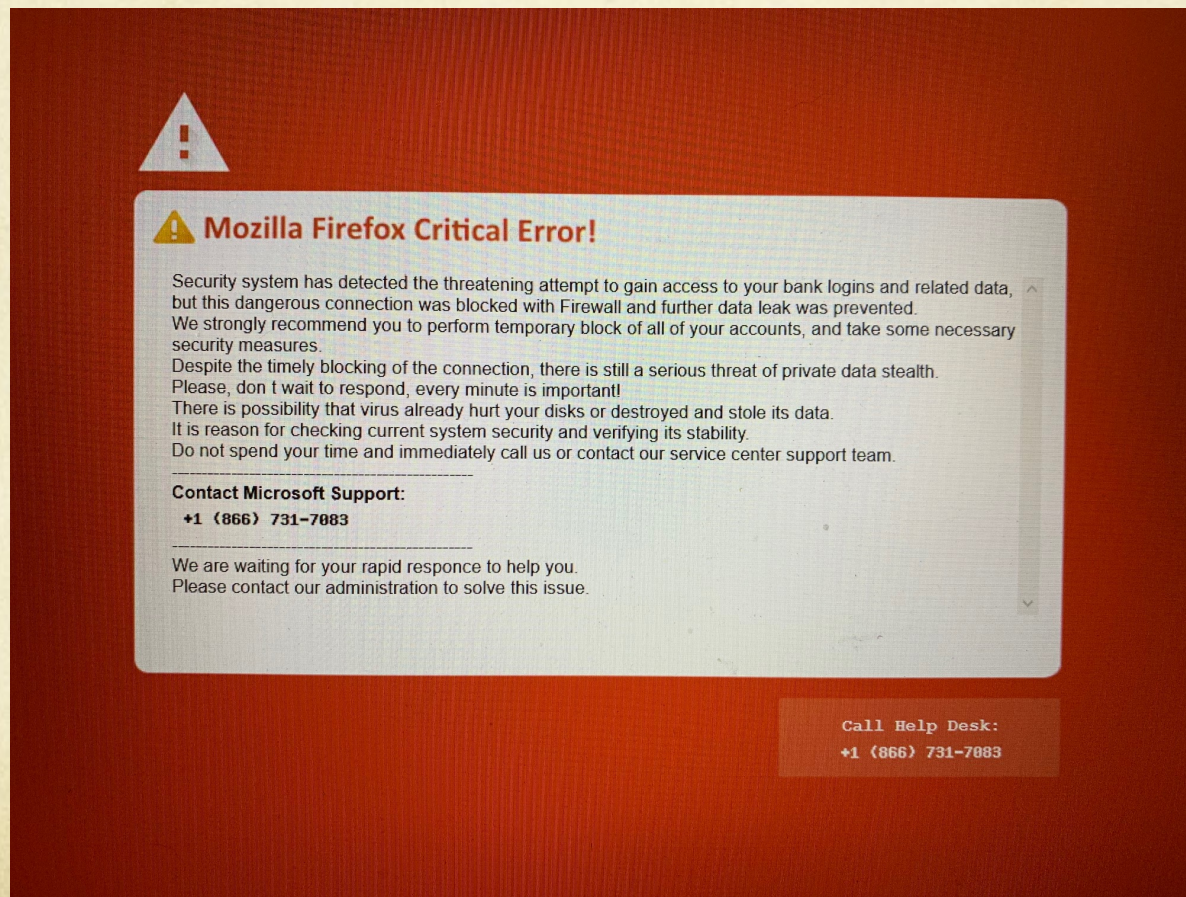 Mozilla Firefox Critical Error!
Security system has detected the threatening attempt to gain access to your bank logins and related data,
but this dangerous connection was blocked with Firewall and further data leak was prevented.
We strongly recommend you to perform temporary block of all of your accounts, and take some necessary
security measures.
Despite the timely blocking of the connection, there is still a serious threat of private data stealth.
Please, don t wait to respond, every minute is important!
There is possibility that virus already hurt your disks or destroyed and stole its data.
It is reason for checking current system security and verifying its stability.
Do not spend your time and immediately call us or contact our service center support team.
Contact Microsoft Support:
+1 (866) 731-7083
We are waiting for your rapid responce to help you.
Please contact our administration to solve this issue.
Call Help Desk:
+1 (866) 731-7083